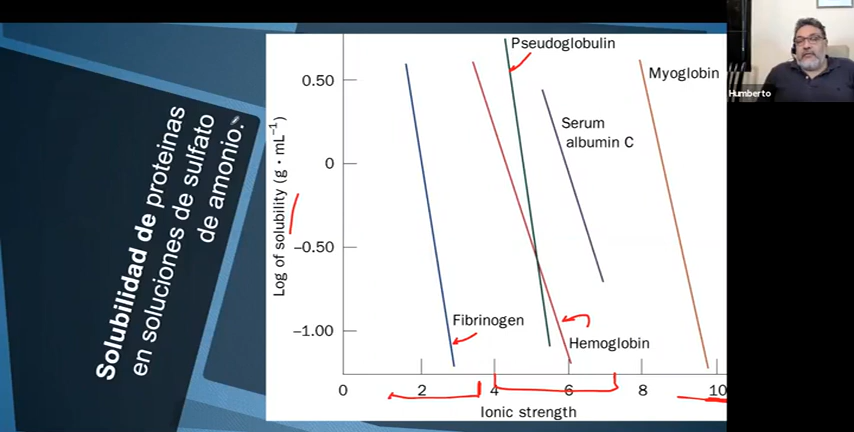 Solubilidad de proteinas
en soluciones de sulfato
de amonio.
Pseudoglobulin
Myoglobin
Serum
albumin C
Fibrinogen
Hemoglobin
Log of solubility (g · mL⁻¹)
0.50
0
−0.50
−1.00
0 2 4 6 8 10
Ionic strength
Humberto